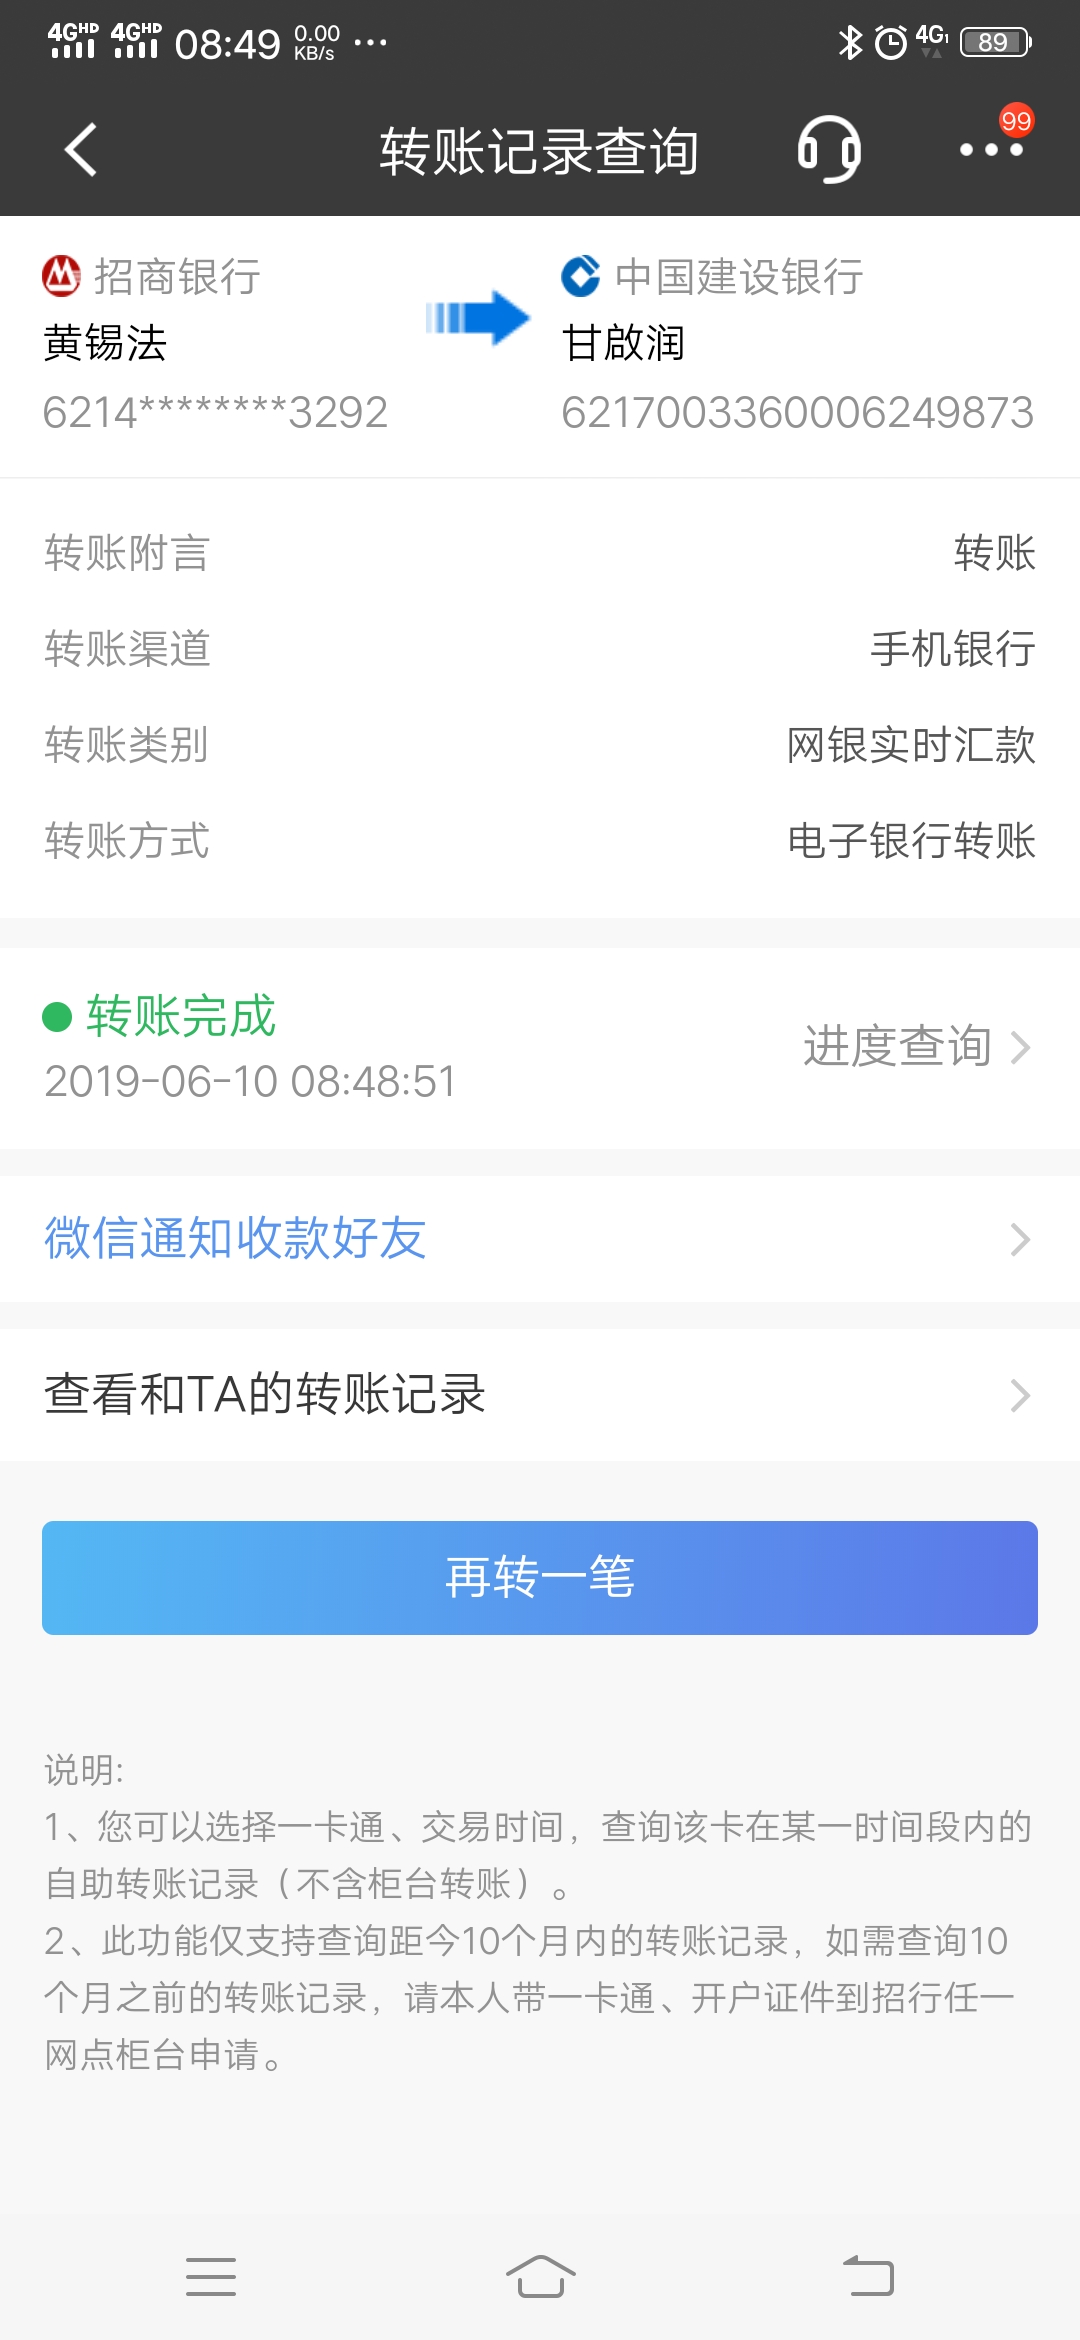 4GHD 4GHD 08:49 0.00 KB/s ··· 4G1 89
转账记录查询 99
招商银行 中国建设银行
黄锡法 甘啟润
6214********3292 6217003360006249873
转账附言 转账
转账渠道 手机银行
转账类别 网银实时汇款
转账方式 电子银行转账
转账完成
2019-06-10 08:48:51 进度查询
微信通知收款好友
查看和TA的转账记录
再转一笔
说明:
1、您可以选择一卡通、交易时间，查询该卡在某一时间段内的
自助转账记录（不含柜台转账）。
2、此功能仅支持查询距今10个月内的转账记录，如需查询10
个月之前的转账记录，请本人带一卡通、开户证件到招行任一
网点柜台申请。